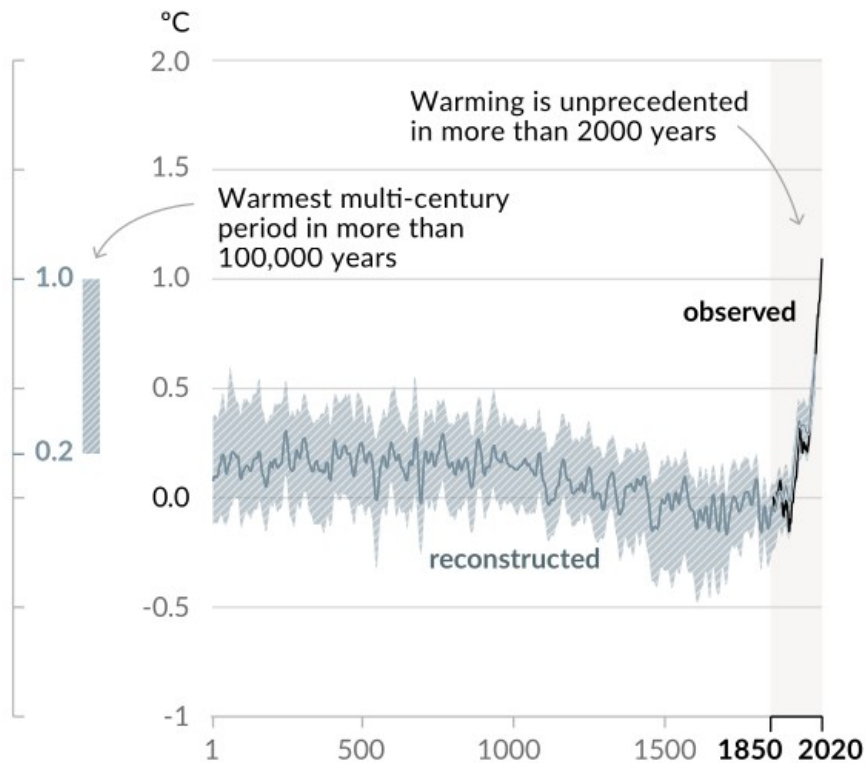 ºC
2.0
Warming is unprecedented
in more than 2000 years
1.5
Warmest multi-century
period in more than
100,000 years
1.0
1.0
observed
0.5
0.2
0.0
reconstructed
-0.5
-1
1
500
1000
1500
1850
2020